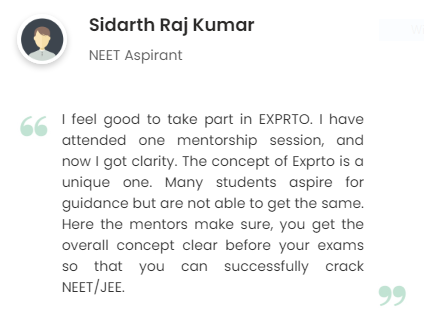 Sidarth Raj Kumar
NEET Aspirant
“
I feel good to take part in EXPRTO. I have
attended one mentorship session, and
now I got clarity. The concept of Exprto is a
unique one. Many students aspire for
guidance but are not able to get the same.
Here the mentors make sure, you get the
overall concept clear before your exams
so that you can successfully crack
NEET/JEE.
”